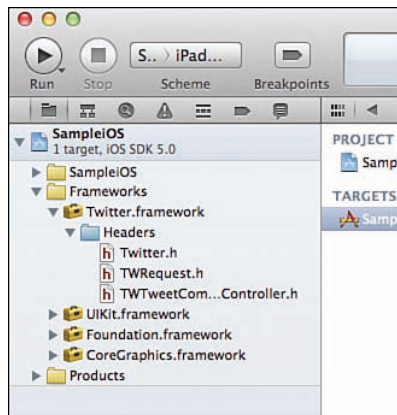 S.. › iPad...
Run Stop Scheme Breakpoints
SampleiOS
1 target, iOS SDK 5.0
SampleiOS
Frameworks
Twitter.framework
Headers
h Twitter.h
h TWRequest.h
h TWTweetCom...Controller.h
UIKit.framework
Foundation.framework
CoreGraphics.framework
Products
PROJECT
Samp
TARGETS
Samp